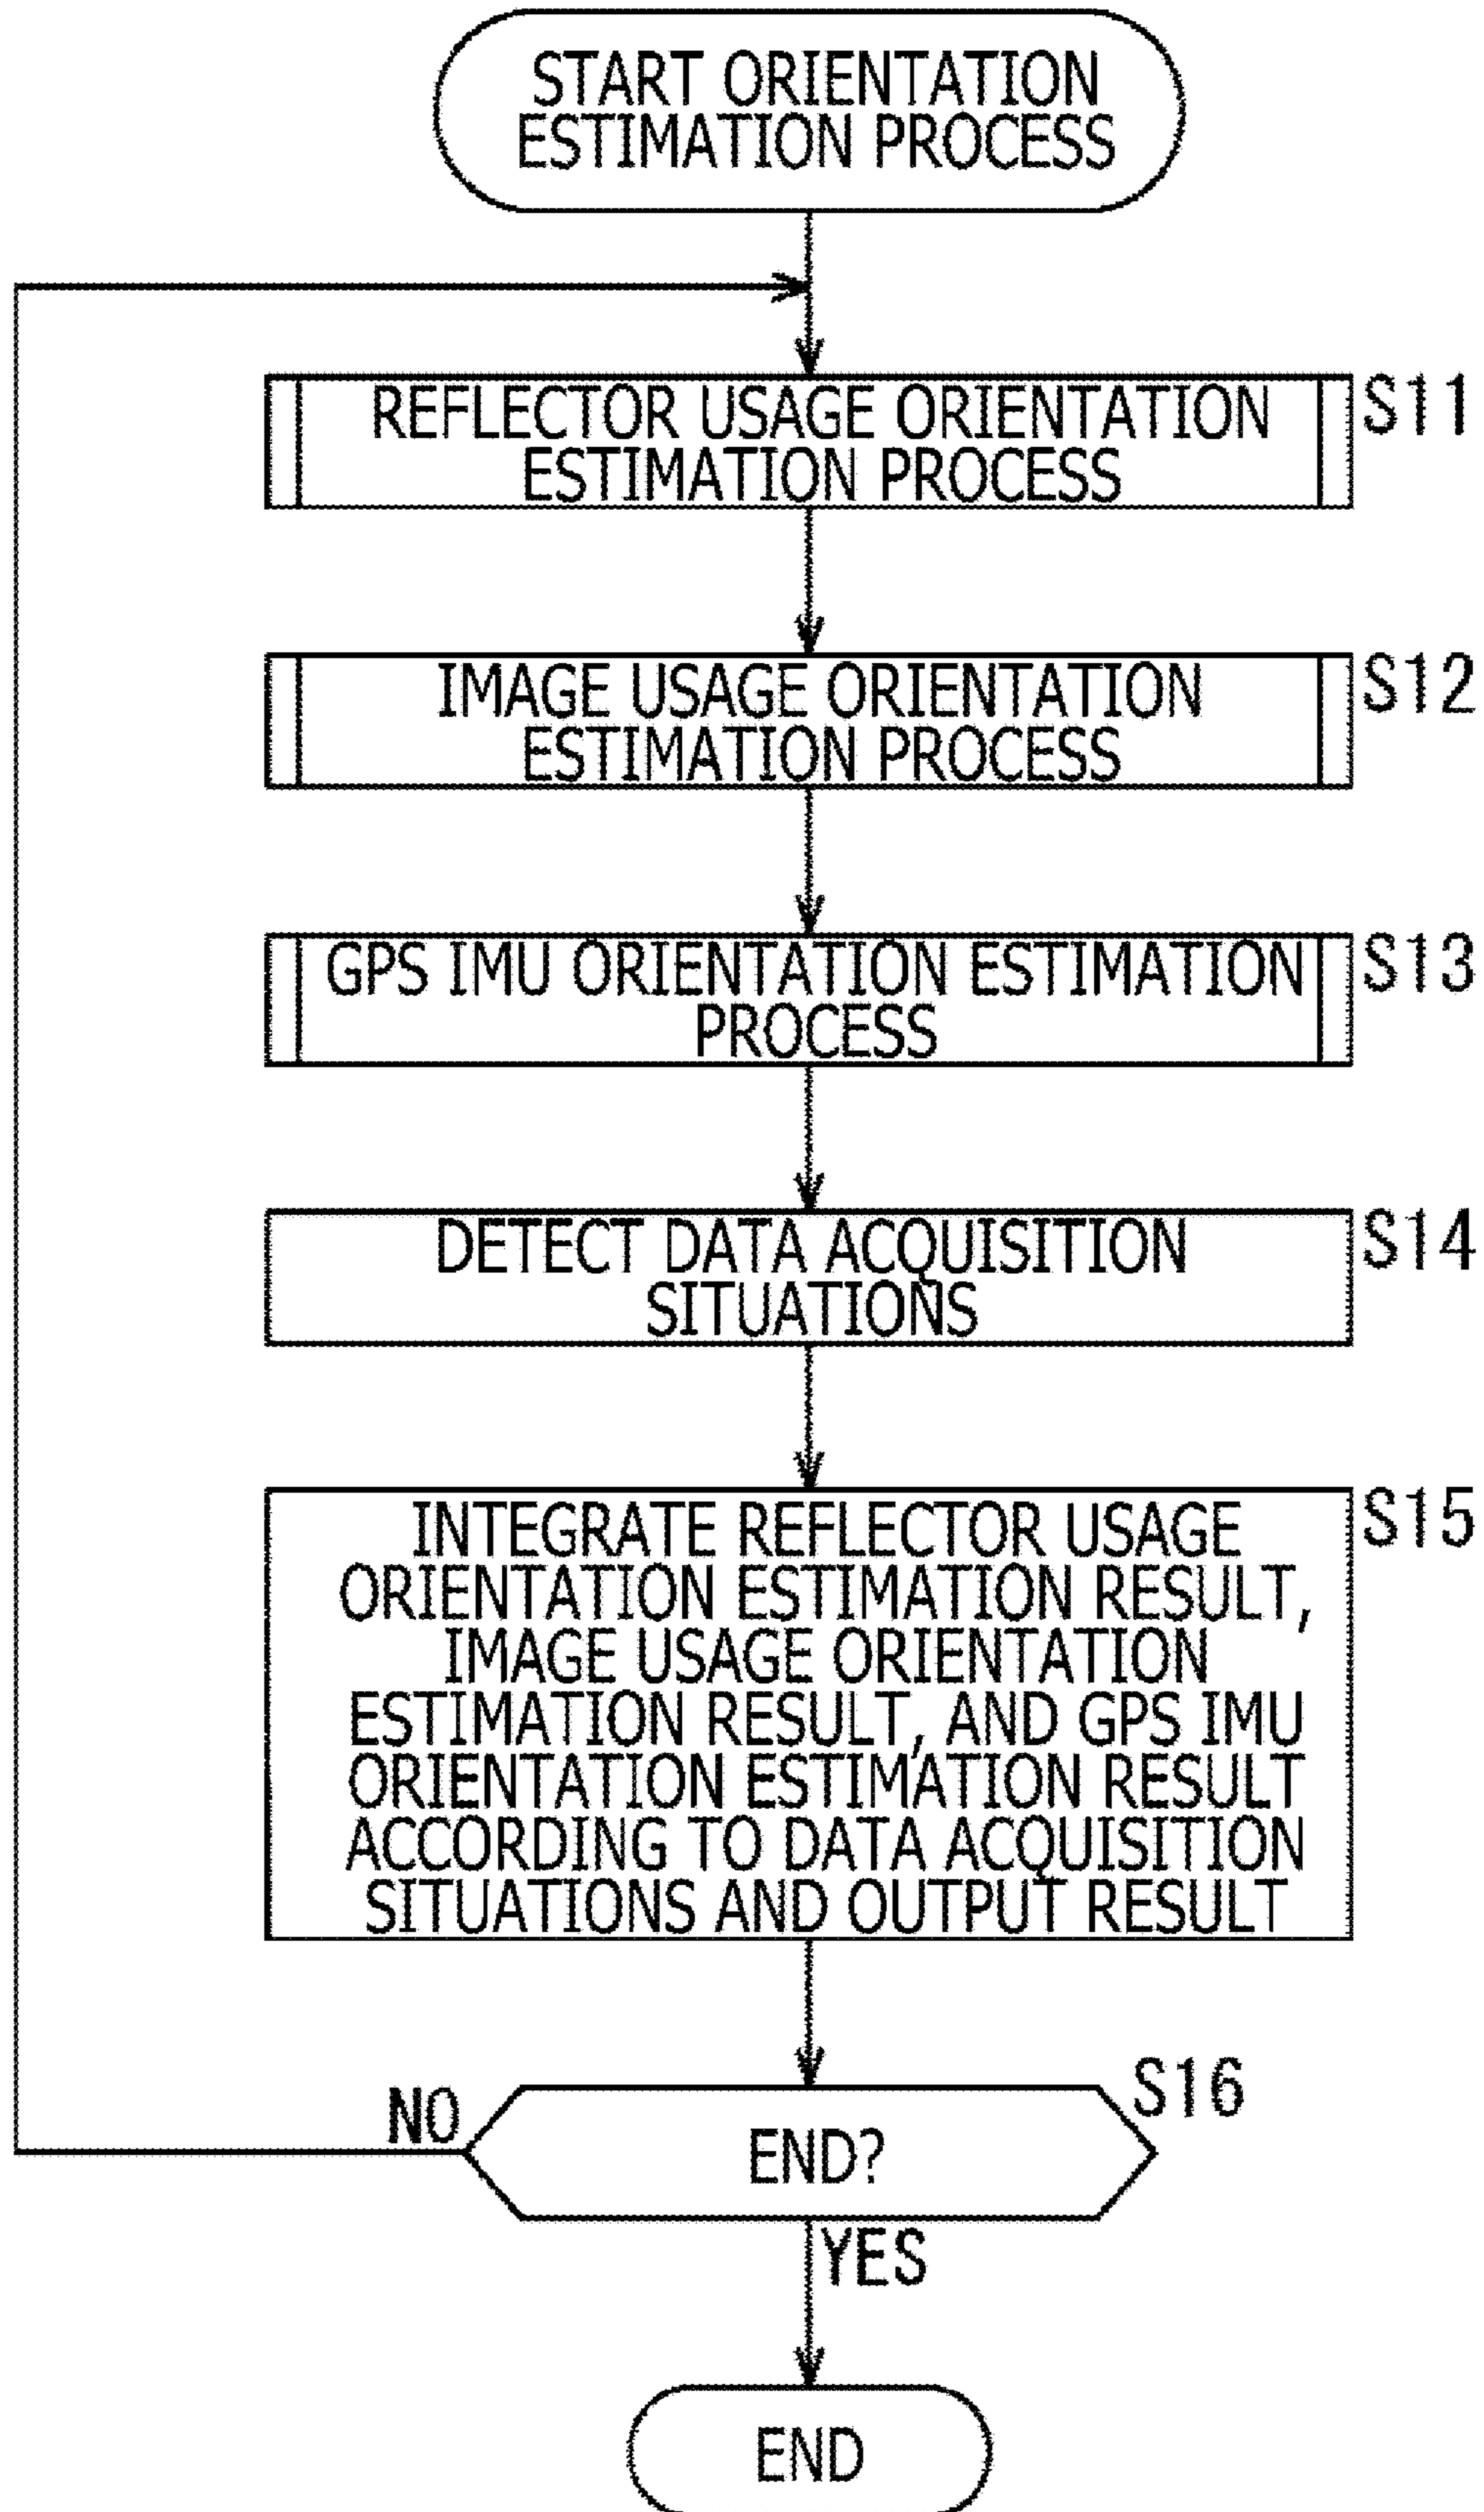 START ORIENTATION
ESTIMATION PROCESS
REFLECTOR USAGE ORIENTATION
ESTIMATION PROCESS
S11
IMAGE USAGE ORIENTATION
ESTIMATION PROCESS
S12
GPS IMU ORIENTATION ESTIMATION
PROCESS
S13
DETECT DATA ACQUISITION
SITUATIONS
S14
INTEGRATE REFLECTOR USAGE
ORIENTATION ESTIMATION RESULT,
IMAGE USAGE ORIENTATION
ESTIMATION RESULT, AND GPS IMU
ORIENTATION ESTIMATION RESULT
ACCORDING TO DATA ACQUISITION
SITUATIONS AND OUTPUT RESULT
S15
S16
NO
END?
YES
END